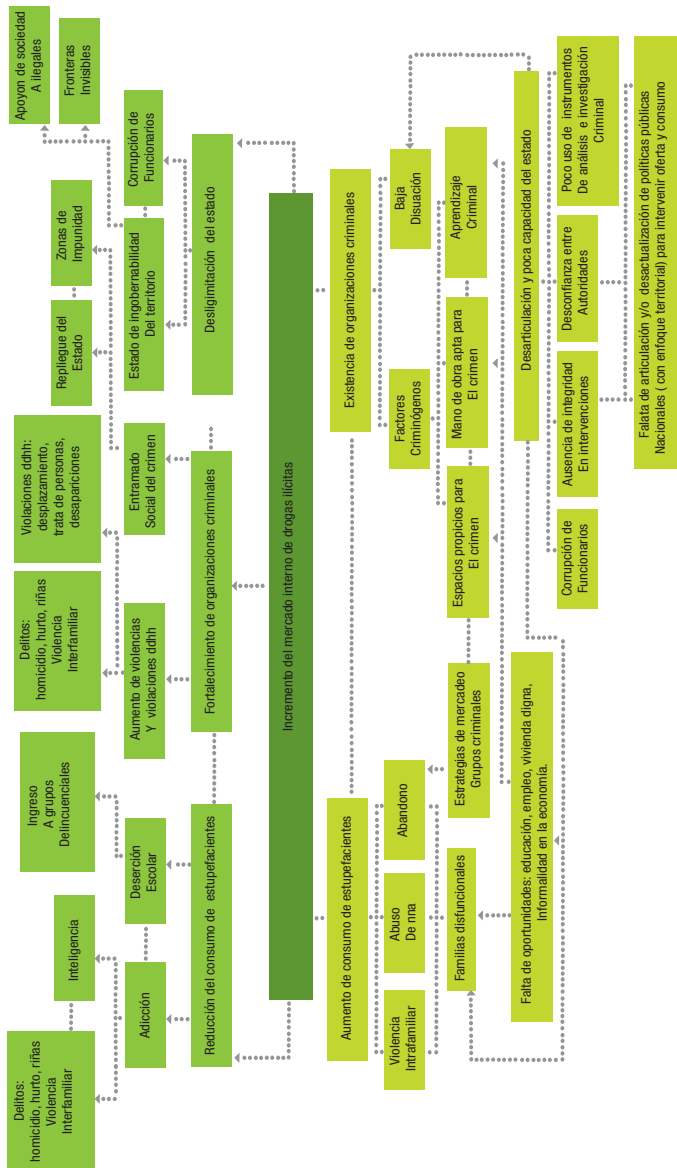 Delitos:
homicidio, hurto, riñas
Violencia
Interfamiliar
Inteligencia
Ingreso
A grupos
Delincuenciales
Delitos:
homicidio, hurto, riñas
Violencia
Interfamiliar
Violaciones ddhh:
desplazamiento,
trata de personas,
desapariciones
Repliegue del
Estado
Zonas de
Impunidad
Apoyon de sociedad
A ilegales
Fronteras
Invisibles
Adicción
Deserción
Escolar
Aumento de violencias
Y violaciones ddhh
Entramado
Social del crimen
Estado de ingobernabilidad
Del territorio
Corrupción de
Funcionarios
Reducción del consumo de estupefacientes
Fortalecimiento de organizaciones criminales
Desligimitación del estado
Incremento del mercado interno de drogas ilícitas
Aumento de consumo de estupefacientes
Existencia de organizaciones criminales
Violencia
Intrafamiliar
Abuso
De nna
Abandono
Factores
Criminógenos
Baja
Disuación
Familias disfuncionales
Estrategias de mercadeo
Grupos criminales
Espacios propicios para
El crimen
Mano de obra apta para
El crimen
Aprendizaje
Criminal
Falta de oportunidades: educación, empleo, vivienda digna,
Informalidad en la economía.
Desarticulación y poca capacidad del estado
Corrupción de
Funcionarios
Ausencia de integridad
En intervenciones
Desconfianza entre
Autoridades
Poco uso de instrumentos
De análisis e investigación
Criminal
Falata de articulación y/o desactualización de políticas públicas
Nacionales ( con enfoque territorial) para intervenir oferta y consumo